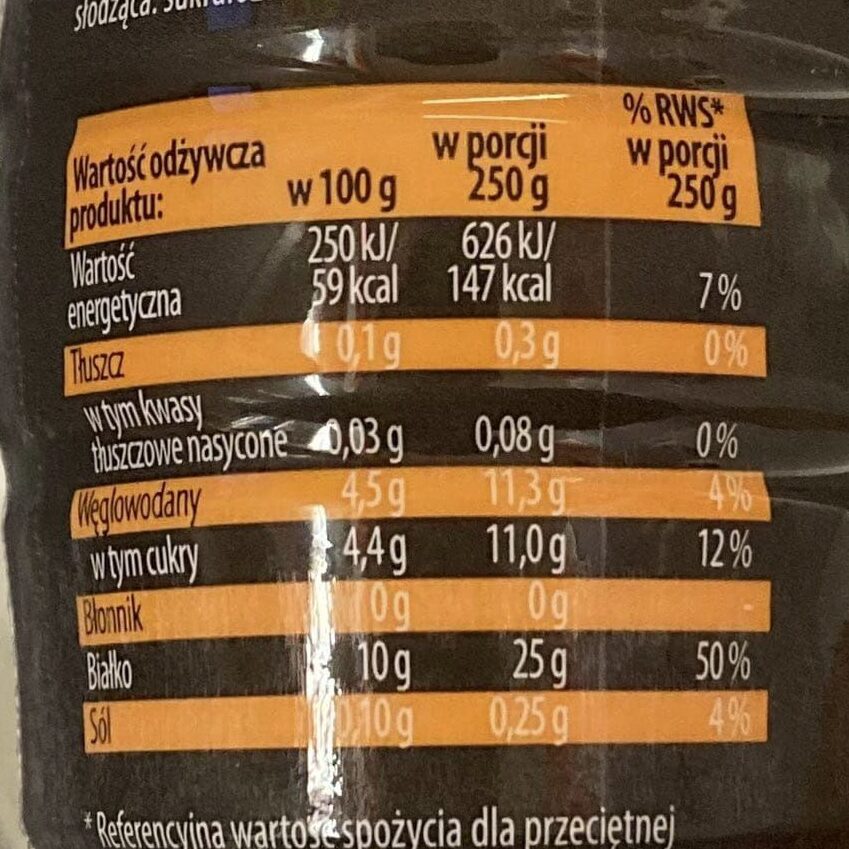 słodząca:
% RWS*
Wartość odżywcza w porcji w porcji
produktu: w 100 g 250 g 250 g
Wartość 250 kJ/ 626 kJ/
energetyczna 59 kcal 147 kcal 7%
Tłuszcz 0,1 g 0,3 g 0%
w tym kwasy
tłuszczowe nasycone 0,03 g 0,08 g 0%
Węglowodany 4,5 g 11,3 g 4%
w tym cukry 4,4 g 11,0 g 12%
Błonnik 0 g 0 g -
Białko 10 g 25 g 50%
Sól 0,10 g 0,25 g 4%
* Referencyjna wartość spożycia dla przeciętnej